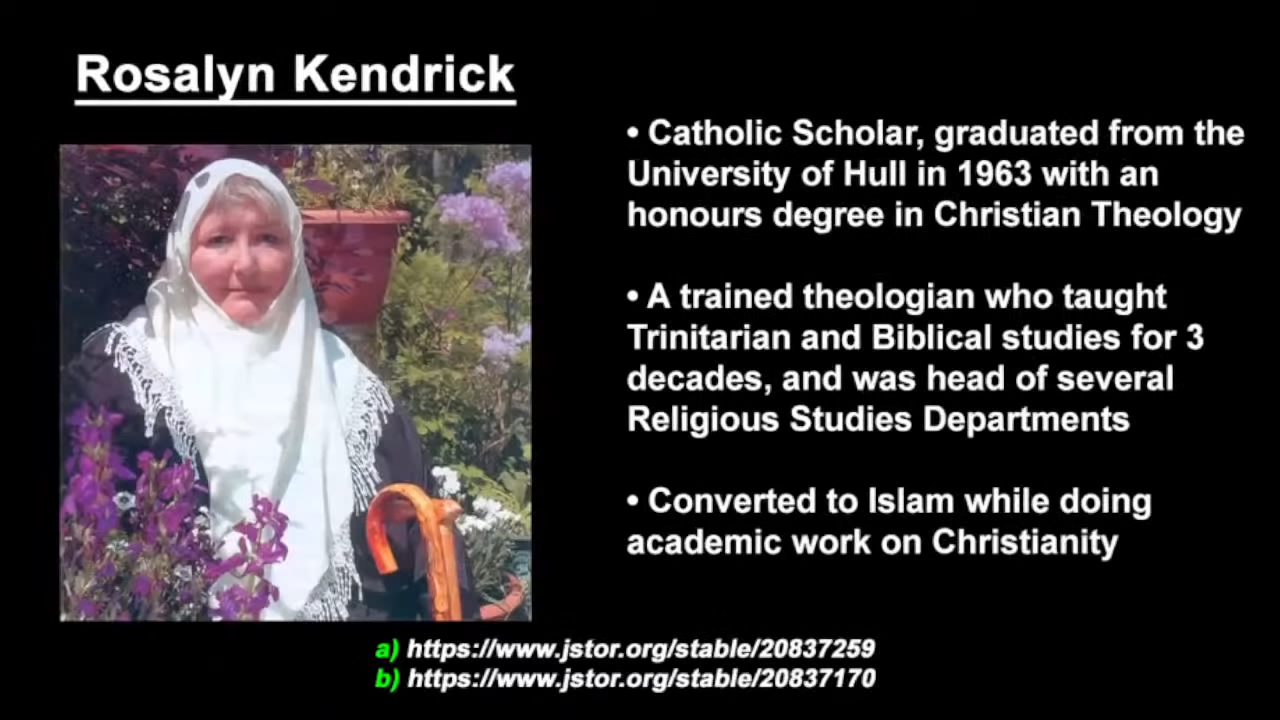 Rosalyn Kendrick
• Catholic Scholar, graduated from the
University of Hull in 1963 with an
honours degree in Christian Theology
• A trained theologian who taught
Trinitarian and Biblical studies for 3
decades, and was head of several
Religious Studies Departments
• Converted to Islam while doing
academic work on Christianity
a) https://www.jstor.org/stable/20837259
b) https://www.jstor.org/stable/20837170